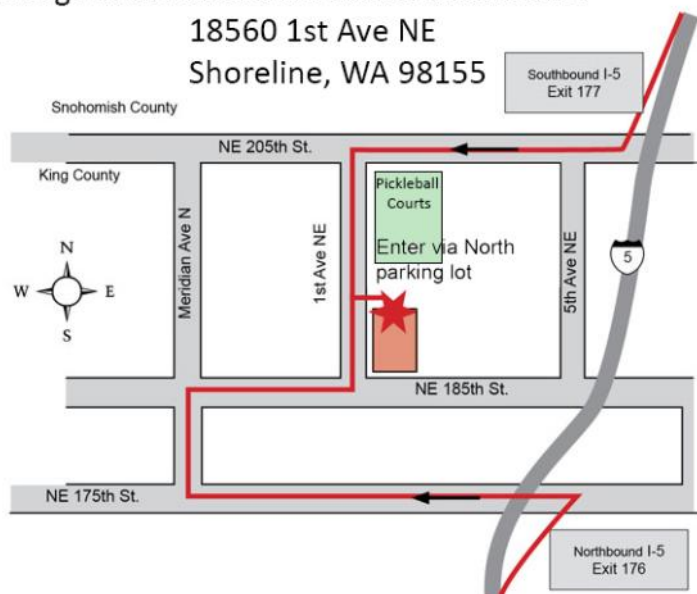 18560 1st Ave NE
Shoreline, WA 98155
Southbound I-5
Exit 177
Snohomish County
NE 205th St.
King County
Pickleball
Courts
Enter via North
parking lot
N
W
E
S
Meridian Ave N
1st Ave NE
5th Ave NE
5
NE 185th St.
NE 175th St.
Northbound I-5
Exit 176